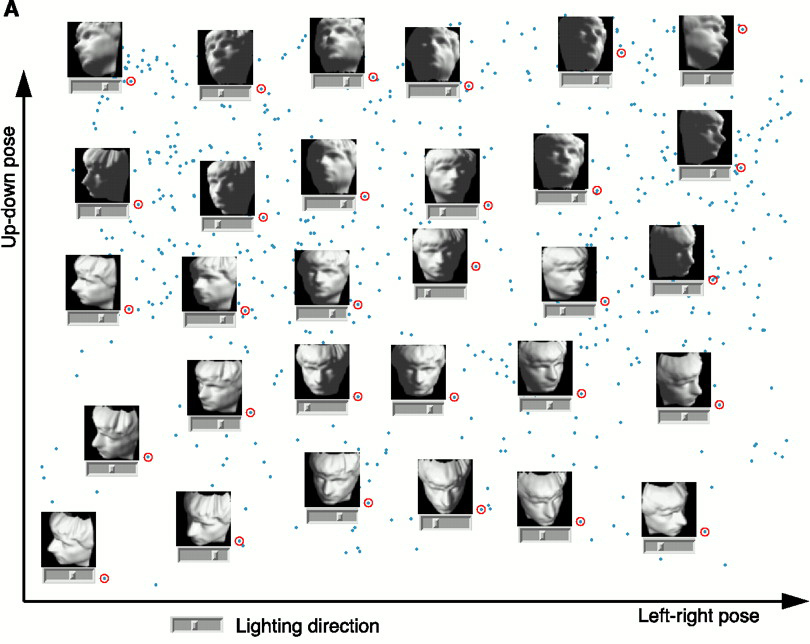 A
Up-down pose
Left-right pose
Lighting direction